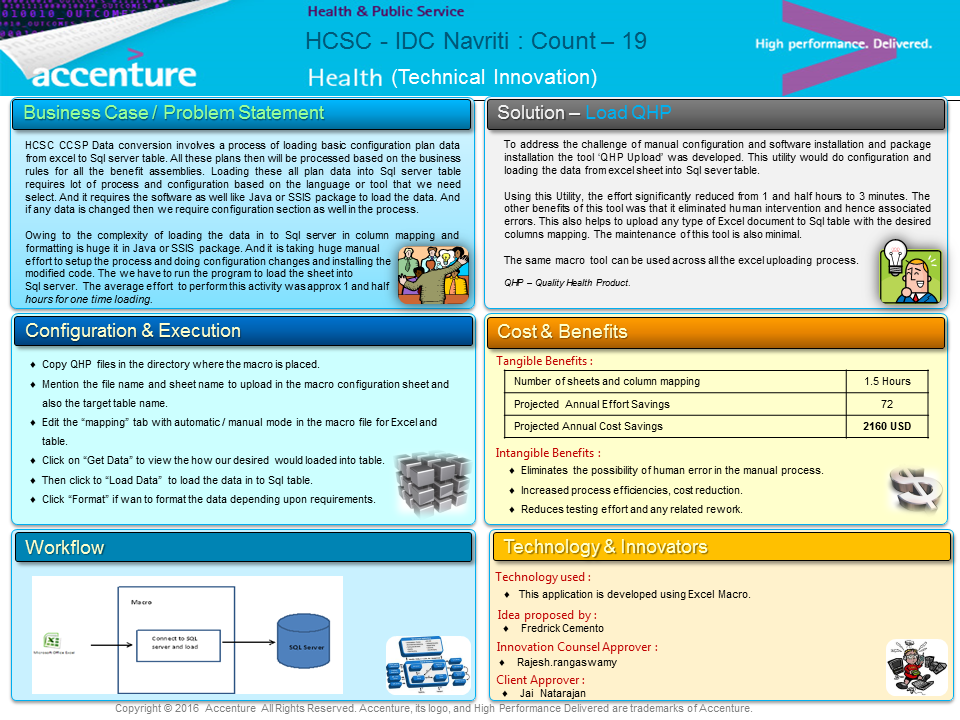 Health & Public Service
HCSC - IDC Navriti : Count – 19
Health (Technical Innovation)
accenture
High performance. Delivered.
Business Case / Problem Statement
HCSC CCSP Data conversion involves a process of loading basic configuration plan data
from excel to Sql server table. All these plans then will be processed based on the business
rules for all the benefit assemblies. Loading these all plan data into Sql server table
requires lot of process and configuration based on the language or tool that we need
select. And it requires the software as well like Java or SSIS package to load the data. And
if any data is changed then we require configuration section as well in the process.
Owing to the complexity of loading the data in to Sql server in column mapping and
formatting is huge it in Java or SSIS package. And it is taking huge manual
effort to setup the process and doing configuration changes and installing the
modified code. The we have to run the program to load the sheet into
Sql server. The average effort to perform this activity was approx 1 and half
hours for one time loading.
Solution – Load QHP
To address the challenge of manual configuration and software installation and package
installation the tool ‘QHP Upload’ was developed. This utility would do configuration and
loading the data from excel sheet into Sql sever table.
Using this Utility, the effort significantly reduced from 1 and half hours to 3 minutes. The
other benefits of this tool was that it eliminated human intervention and hence associated
errors. This also helps to upload any type of Excel document to Sql table with the desired
columns mapping. The maintenance of this tool is also minimal.
The same macro tool can be used across all the excel uploading process.
QHP – Quality Health Product.
Configuration & Execution
♦ Copy QHP files in the directory where the macro is placed.
♦ Mention the file name and sheet name to upload in the macro configuration sheet and
also the target table name.
♦ Edit the “mapping” tab with automatic / manual mode in the macro file for Excel and
table.
♦ Click on “Get Data” to view the how our desired would loaded into table.
♦ Then click to “Load Data” to load the data in to Sql table.
♦ Click “Format” if wan to format the data depending upon requirements.
Cost & Benefits
Tangible Benefits :
Number of sheets and column mapping 1.5 Hours
Projected Annual Effort Savings 72
Projected Annual Cost Savings 2160 USD
Intangible Benefits :
♦ Eliminates the possibility of human error in the manual process.
♦ Increased process efficiencies, cost reduction.
♦ Reduces testing effort and any related rework.
Workflow
Macro
Connect to SQL
server and load
Microsoft Office Excel
SQL Server
Technology & Innovators
Technology used :
♦ This application is developed using Excel Macro.
Idea proposed by :
♦ Fredrick Cemento
Innovation Counsel Approver :
♦ Rajesh.rangaswamy
Client Approver :
♦ Jai Natarajan
Copyright © 2016 Accenture All Rights Reserved. Accenture, its logo, and High Performance Delivered are trademarks of Accenture.